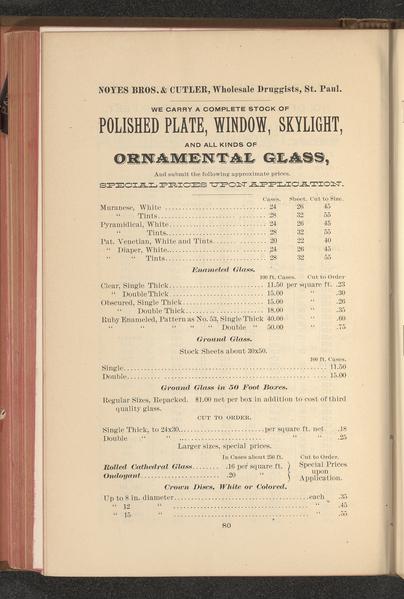 NOYES BROS. & CUTLER, Wholesale Druggists, St. Paul.
WE CARRY A COMPLETE STOCK OF
POLISHED PLATE, WINDOW, SKYLIGHT,
AND ALL KINDS OF
ORNAMENTAL GLASS,
And submit the following approximate prices.
SPECIAL PRICES UPON APPLICATION.
Cases. Sheet. Cut to Size.
Muranese, White 24 26 45
" Tints 28 32 55
Pyramidical, White 24 26 45
" Tints 28 32 55
Pat. Venetian, White and Tints 20 22 40
" Diaper, White 24 26 45
" " Tints 28 32 55
Enameled Glass.
100 ft. Cases. Cut to Order
Clear, Single Thick 11.50 per square ft. .23
" Double Thick 15.00 " .30
Obscured, Single Thick 15.00 " .26
" Double Thick 18.00 " .35
Ruby Enameled, Pattern as No. 53, Single Thick 40.00 " .60
" " " " " Double " 50.00 " .75
Ground Glass.
Stock Sheets about 30x50.
100 ft. Cases.
Single 11.50
Double 15.00
Ground Glass in 50 Foot Boxes.
Regular Sizes, Repacked. $1.00 net per box in addition to cost of third
quality glass.
CUT TO ORDER.
Single Thick, to 24x30 per square ft. net .18
Double " " " " .25
Larger sizes, special prices.
In Cases about 250 ft. Cut to Order.
Rolled Cathedral Glass .16 per square ft. } Special Prices
upon
Ondoyant .20 " Application.
Crown Discs, White or Colored.
Up to 8 in. diameter each .35
" 12 " " .45
" 15 " " .55
80